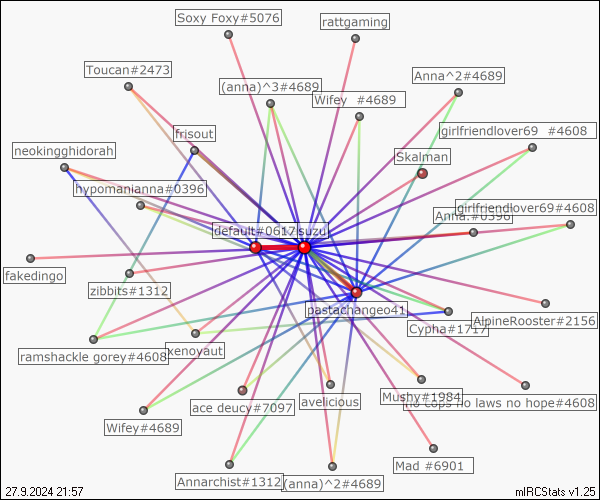 Soxy Foxy#5076
rattgaming
Toucan#2473
(anna)^3#4689
Anna^2#4689
Wifey #4689
girlfriendlover69 #4608
frisout
neokingghidorah
Skalman
hypomanianna#0396
girlfriendlover69#4608
Anna.#0396
default#0617
suzu
fakedingo
zibbits#1312
pastachangeo41
AlpineRooster#2156
Cypha#1717
ramshackle gorey#4608
xenoyaut
Mushy#1984
no cops no laws no hope#4608
ace deucy#7097
avelicious
Wifey#4689
Mad #6901
Annarchist#1312
(anna)^2#4689
27.9.2024 21:57
mIRCStats v1.25